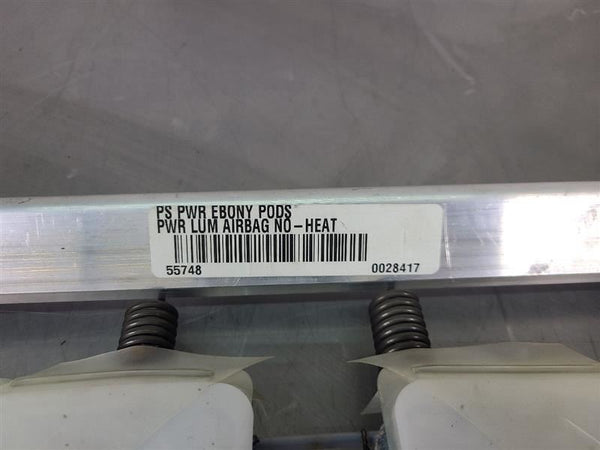 PS PWR EBONY PODS
PWR LUM AIRBAG NO-HEAT
55748 0028417